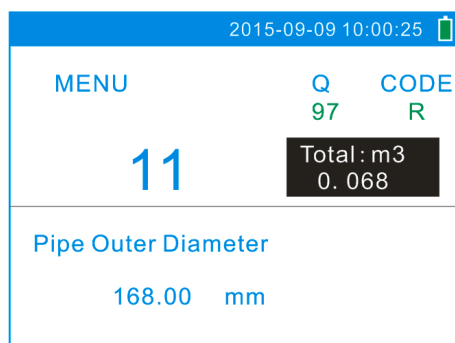 2015-09-09 10:00:25
MENU Q CODE
97 R
11
Total: m3
0. 068
Pipe Outer Diameter
168.00 mm